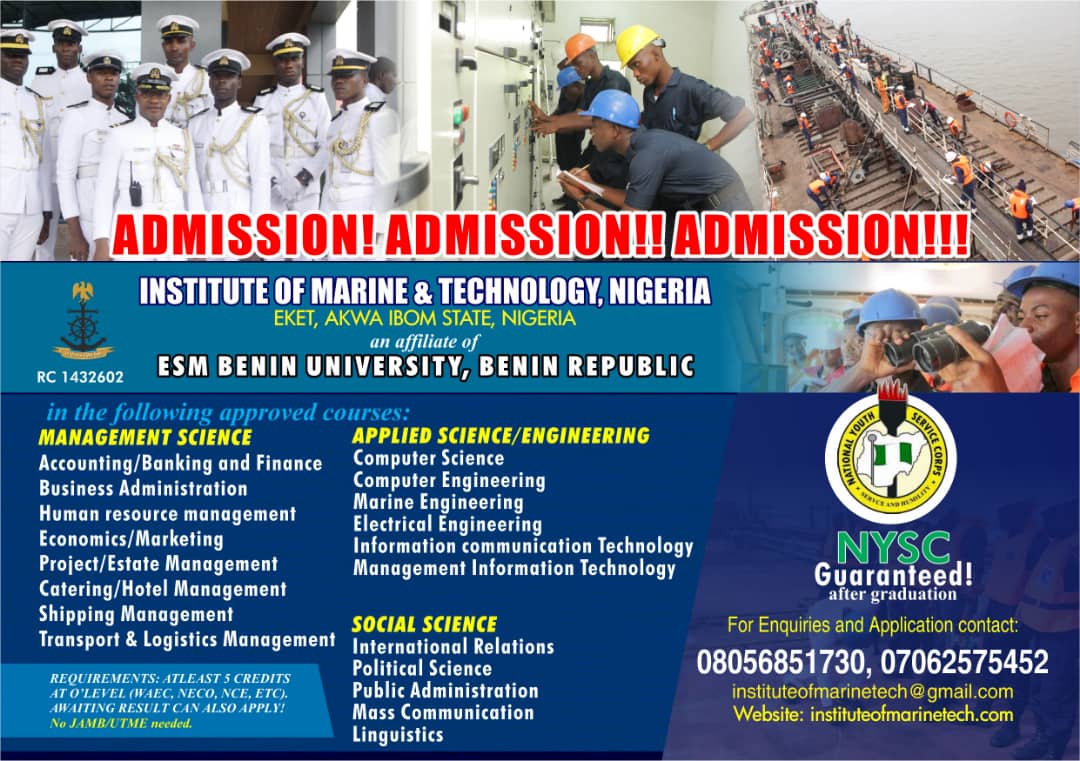 ADMISSION! ADMISSION!! ADMISSION!!!
INSTITUTE OF MARINE & TECHNOLOGY, NIGERIA
EKET, AKWA IBOM STATE, NIGERIA
an affiliate of
ESM BENIN UNIVERSITY, BENIN REPUBLIC
RC 1432602
in the following approved courses:
MANAGEMENT SCIENCE
Accounting/Banking and Finance
Business Administration
Human resource management
Economics/Marketing
Project/Estate Management
Catering/Hotel Management
Shipping Management
Transport & Logistics Management
REQUIREMENTS: ATLEAST 5 CREDITS
AT O'LEVEL (WAEC, NECO, NCE, ETC).
AWAITING RESULT CAN ALSO APPLY!
No JAMB/UTME needed.
APPLIED SCIENCE/ENGINEERING
Computer Science
Computer Engineering
Marine Engineering
Electrical Engineering
Information communication Technology
Management Information Technology
SOCIAL SCIENCE
International Relations
Political Science
Public Administration
Mass Communication
Linguistics
NATIONAL YOUTH SERVICE CORPS
SERVCE AND HUMILITY
NYSC
Guaranteed!
after graduation
For Enquiries and Application contact:
08056851730, 07062575452
instituteofmarinetech@gmail.com
Website: instituteofmarinetech.com